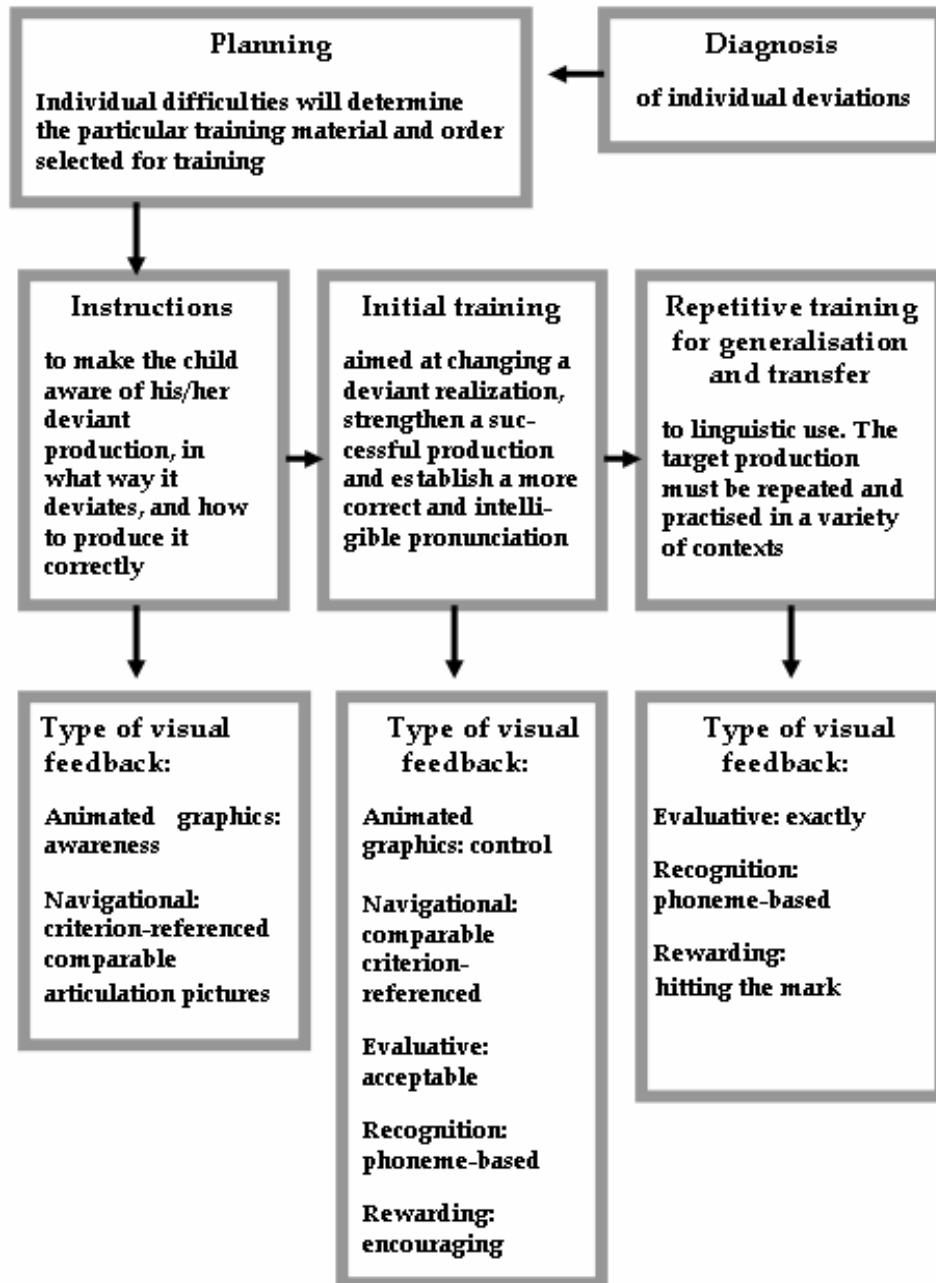 Planning
Individual difficulties will determine
the particular training material and order
selected for training
Diagnosis
of individual deviations
Instructions
to make the child
aware of his/her
deviant
production, in
what way it
deviates, and how
to produce it
correctly
Initial training
aimed at changing a
deviant realization,
strengthen a suc-
cessful production
and establish a more
correct and intelli-
gible pronunciation
Repetitive training
for generalisation
and transfer
to linguistic use. The
target production
must be repeated and
practised in a variety
of contexts
Type of visual
feedback:
Animated graphics:
awareness
Navigational:
criterion-referenced
comparable
articulation pictures
Type of visual
feedback:
Animated
graphics: control
Navigational:
comparable
criterion-
referenced
Evaluative:
acceptable
Recognition:
phoneme-based
Rewarding:
encouraging
Type of visual
feedback:
Evaluative: exactly
Recognition:
phoneme-based
Rewarding:
hitting the mark